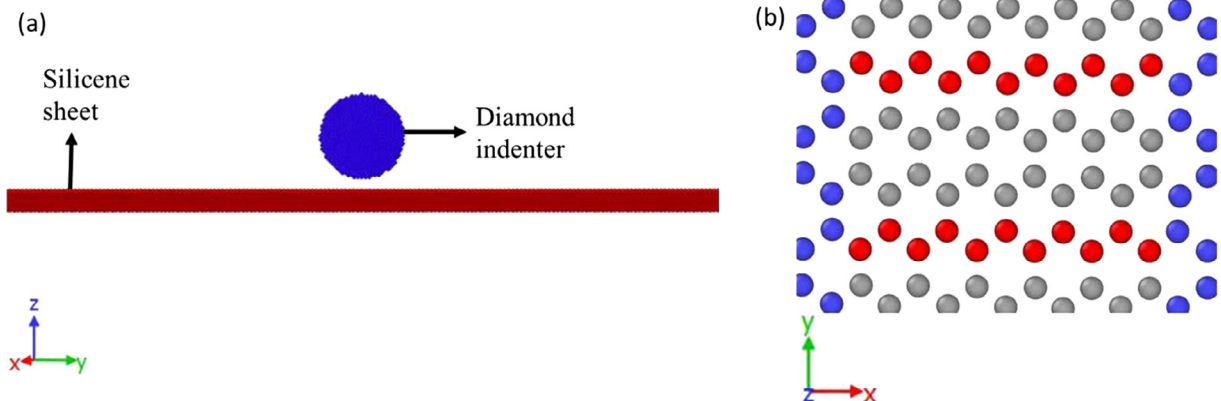 (a)
Silicene
sheet
Diamond
indenter
z
x
y
(b)
y
z
x